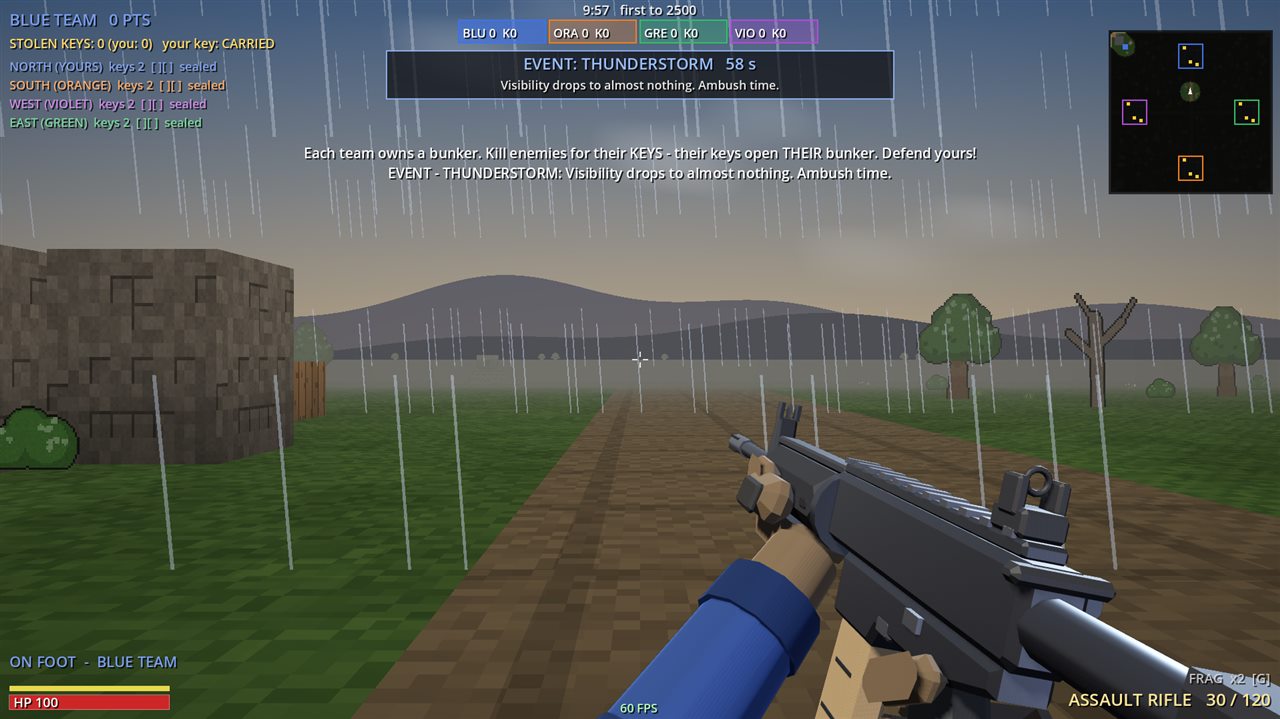 BLUE TEAM 0 PTS
STOLEN KEYS: 0 (you: 0) your key: CARRIED
NORTH (YOURS) keys 2 [ ][ ] sealed
SOUTH (ORANGE) keys 2 [ ][ ] sealed
WEST (VIOLET) keys 2 [ ][ ] sealed
EAST (GREEN) keys 2 [ ][ ] sealed
9:57 first to 2500
BLU 0 K0 ORA 0 K0 GRE 0 K0 VIO 0 K0
EVENT: THUNDERSTORM 58 s
Visibility drops to almost nothing. Ambush time.
Each team owns a bunker. Kill enemies for their KEYS - their keys open THEIR bunker. Defend yours!
EVENT - THUNDERSTORM: Visibility drops to almost nothing. Ambush time.
ON FOOT - BLUE TEAM
HP 100
60 FPS
FRAG x2 [G]
ASSAULT RIFLE 30 / 120